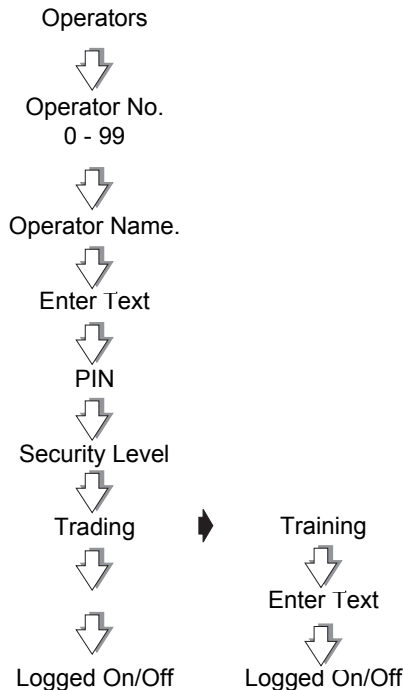 Operators
Operator No.
0 - 99
Operator Name.
Enter Text
PIN
Security Level
Trading
Training
Enter Text
Logged On/Off
Logged On/Off